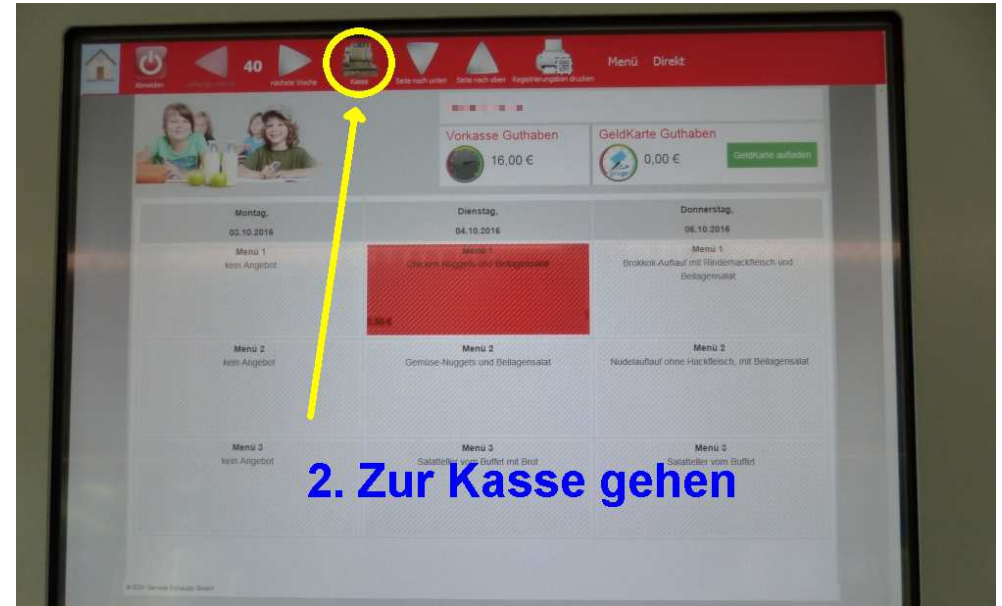 40
Abmelden
nächste Woche
Kasse
Seite nach unten
Seite nach oben
Registrierungsbon drucken
Menü Direkt
Vorkasse Guthaben
16,00 €
GeldKarte Guthaben
0,00 €
GeldKarte aufladen
Montag,
03.10.2016
Dienstag,
04.10.2016
Donnerstag,
06.10.2016
Menü 1
kein Angebot
Menü 1
Chicken Nuggets und Beilagensalat
Menü 1
Brokkoli-Auflauf mit Rinderhackfleisch und
Beilagensalat
Menü 2
kein Angebot
Menü 2
Gemüse-Nuggets und Beilagensalat
Menü 2
Nudelauflauf ohne Hackfleisch, mit Beilagensalat
Menü 3
kein Angebot
Menü 3
Salatteller vom Buffet mit Brot
Menü 3
Salatteller vom Buffet
2. Zur Kasse gehen